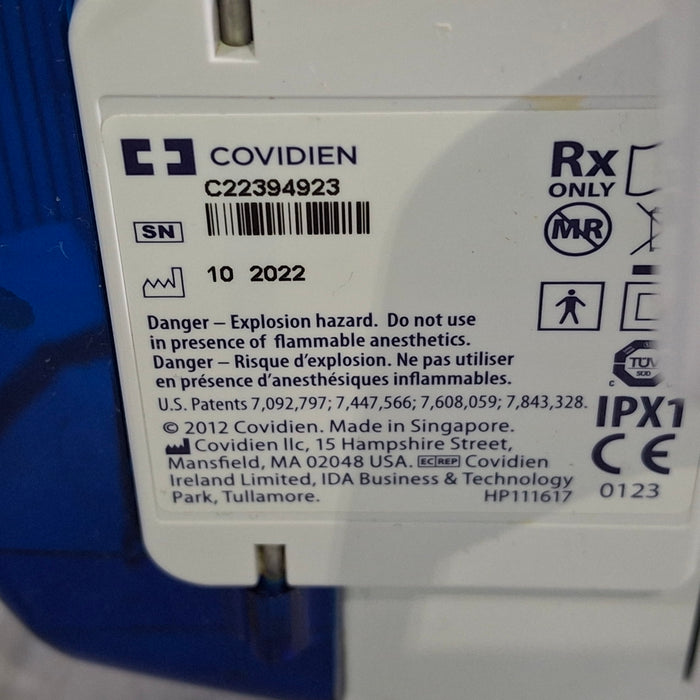 COVIDIEN
C22394923
SN
10 2022
Rx
ONLY
MR
Danger – Explosion hazard. Do not use
in presence of flammable anesthetics.
Danger – Risque d'explosion. Ne pas utiliser
en présence d'anesthésiques inflammables.
U.S. Patents 7,092,797; 7,447,566; 7,608,059; 7,843,328.
© 2012 Covidien. Made in Singapore.
Covidien llc, 15 Hampshire Street,
Mansfield, MA 02048 USA. EC REP Covidien
Ireland Limited, IDA Business & Technology
Park, Tullamore. HP111617
TÜV
SÜD
C
IPX1
CE
0123